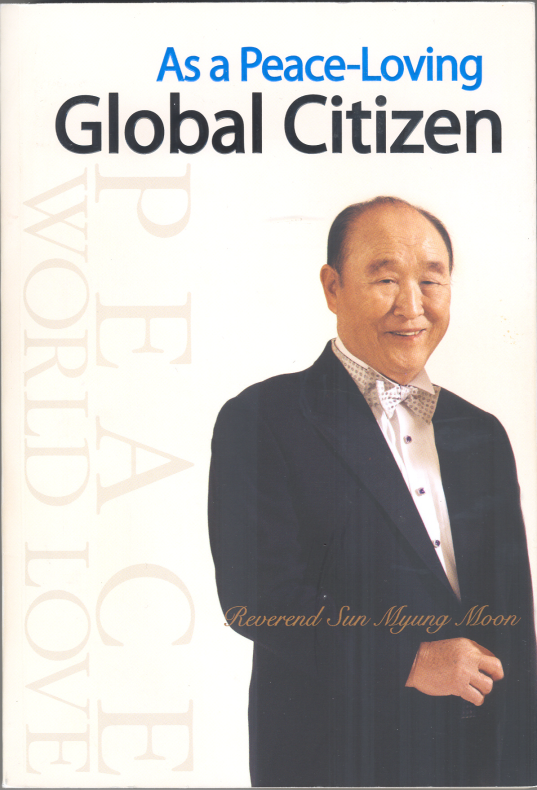 As a Peace-Loving
Global Citizen
PEACE
WORLD LOVE
Reverend Sun Myung Moon